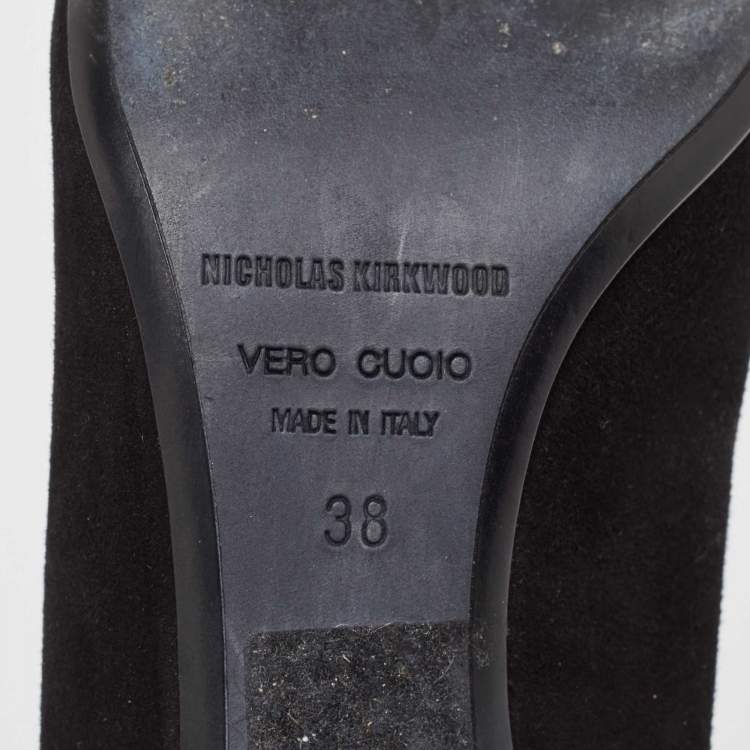 NICHOLAS KIRKWOOD
VERO CUOIO
MADE IN ITALY
38